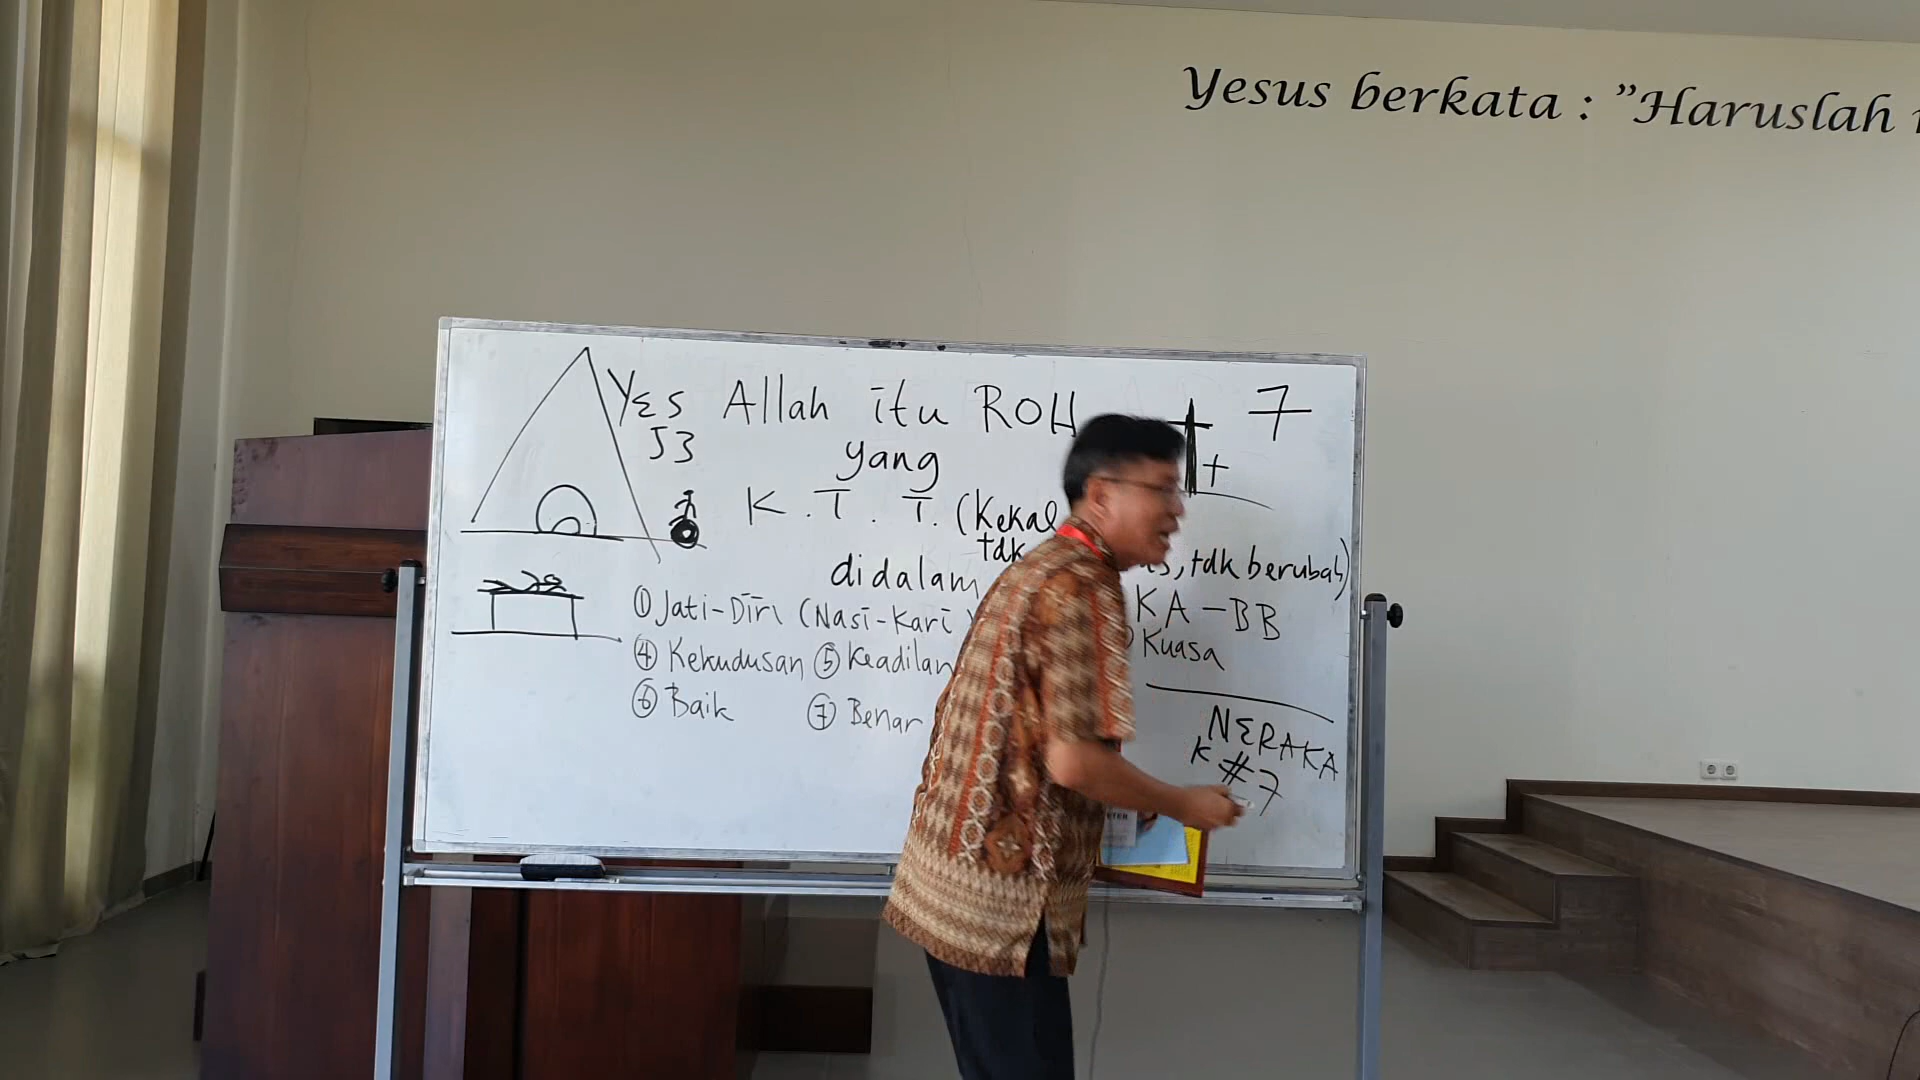 Yesus berkata : "Haruslah
YES Allah itu ROH 7
J3 yang
K . T . T . (Kekal
tdk tdk berubah)
didalam KA-BB
① Jati-Diri (Nasi-Kari)
Kuasa
④ Kekudusan ⑤ Keadilan
⑥ Baik ⑦ Benar
NERAKA
K # 7